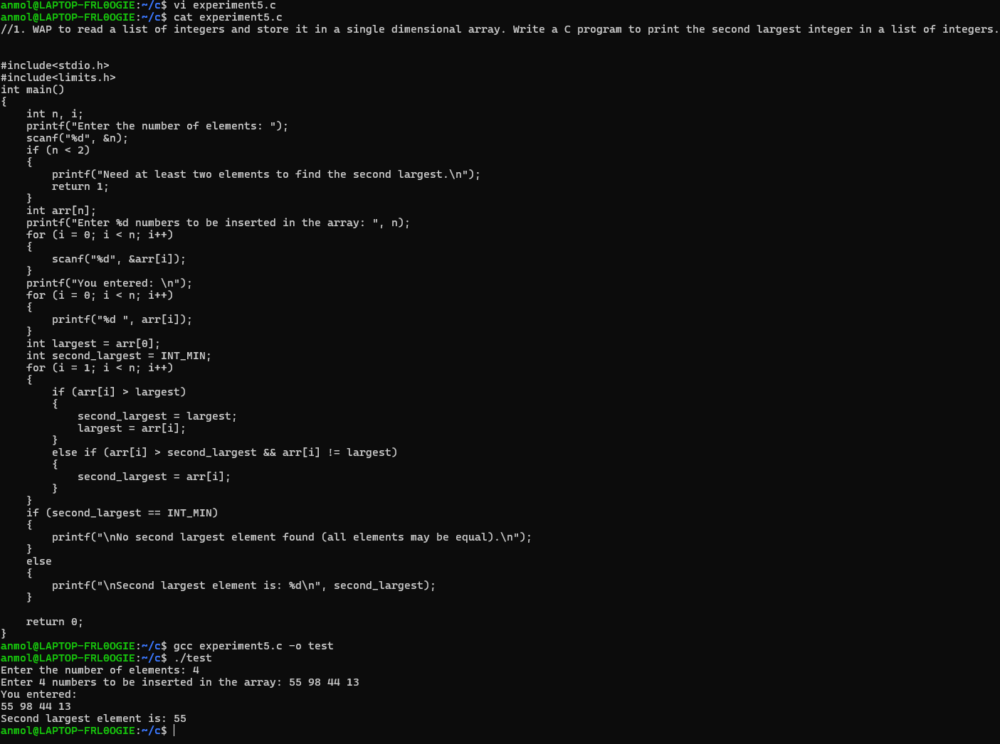 anmol@LAPTOP-FRL0OGIE:~/c$ vi experiment5.c
anmol@LAPTOP-FRL0OGIE:~/c$ cat experiment5.c
//1. WAP to read a list of integers and store it in a single dimensional array. Write a C program to print the second largest integer in a list of integers.
#include<stdio.h>
#include<limits.h>
int main()
{
    int n, i;
    printf("Enter the number of elements: ");
    scanf("%d", &n);
    if (n < 2)
    {
        printf("Need at least two elements to find the second largest.\n");
        return 1;
    }
    int arr[n];
    printf("Enter %d numbers to be inserted in the array: ", n);
    for (i = 0; i < n; i++)
    {
        scanf("%d", &arr[i]);
    }
    printf("You entered: \n");
    for (i = 0; i < n; i++)
    {
        printf("%d ", arr[i]);
    }
    int largest = arr[0];
    int second_largest = INT_MIN;
    for (i = 1; i < n; i++)
    {
        if (arr[i] > largest)
        {
            second_largest = largest;
            largest = arr[i];
        }
        else if (arr[i] > second_largest && arr[i] != largest)
        {
            second_largest = arr[i];
        }
    }
    if (second_largest == INT_MIN)
    {
        printf("\nNo second largest element found (all elements may be equal).\n");
    }
    else
    {
        printf("\nSecond largest element is: %d\n", second_largest);
    }
    return 0;
}
anmol@LAPTOP-FRL0OGIE:~/c$ gcc experiment5.c -o test
anmol@LAPTOP-FRL0OGIE:~/c$ ./test
Enter the number of elements: 4
Enter 4 numbers to be inserted in the array: 55 98 44 13
You entered:
55 98 44 13
Second largest element is: 55
anmol@LAPTOP-FRL0OGIE:~/c$